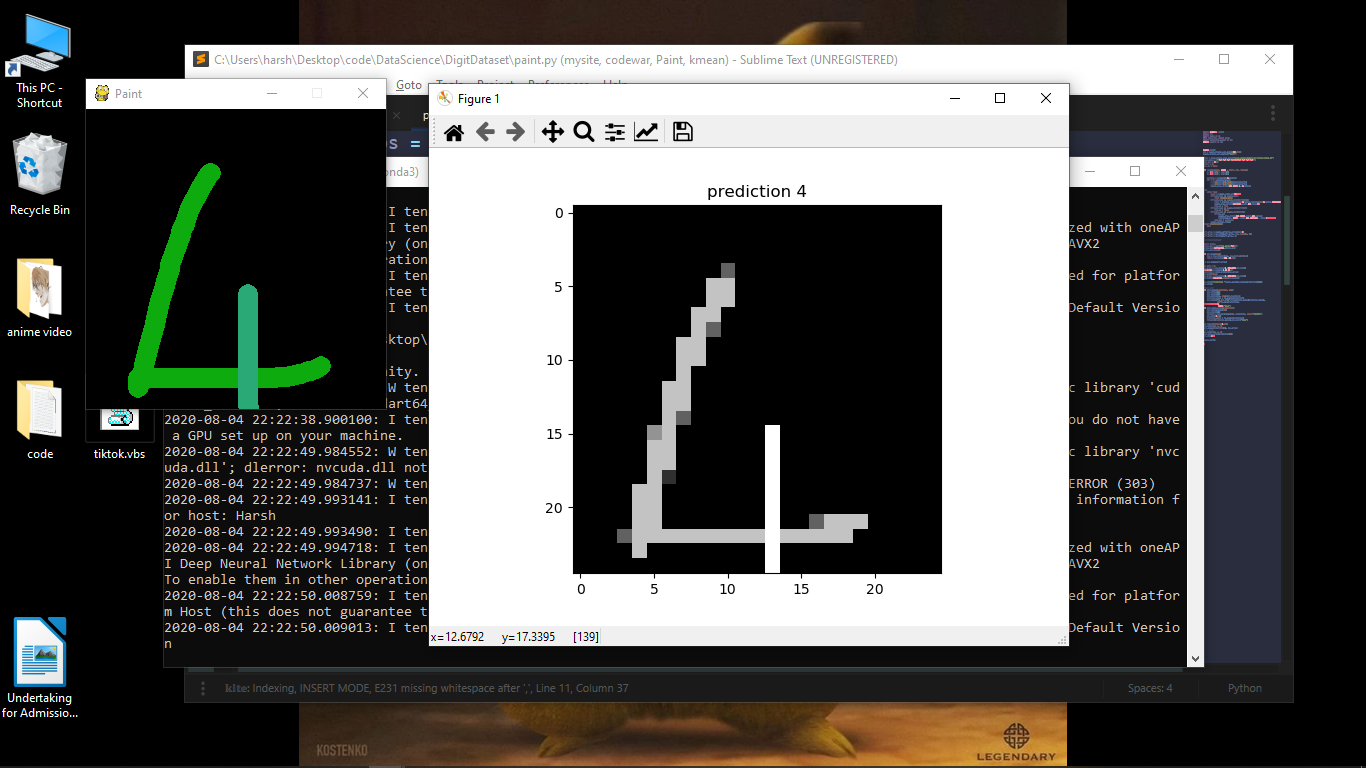 This PC -
Shortcut
Recycle Bin
anime video
code
tiktok.vbs
Undertaking
for Admissio...
C:\Users\harsh\Desktop\code\DataScience\DigitDataset\paint.py (mysite, codewar, Paint, kmean) - Sublime Text (UNREGISTERED)
Paint
Goto
Figure 1
S =
nda3)
prediction 4
0
5
10
15
20
0
5
10
15
20
x=12.6792 y=17.3395 [139]
I ten
I ten zed with oneAP
y (on AVX2
ration
I ten ed for platfor
tee t
I ten Default Versio
sktop\
ity.
W ten c library 'cud
dart64
2020-08-04 22:22:38.900100: I ten ou do not have
a GPU set up on your machine.
2020-08-04 22:22:49.984552: W ten c library 'nvc
uda.dll'; dlerror: nvcuda.dll not
2020-08-04 22:22:49.984737: W ten ERROR (303)
2020-08-04 22:22:49.993141: I ten information f
or host: Harsh
2020-08-04 22:22:49.993490: I ten
2020-08-04 22:22:49.994718: I ten zed with oneAP
I Deep Neural Network Library (on AVX2
To enable them in other operation
2020-08-04 22:22:50.008759: I ten ed for platfor
m Host (this does not guarantee t
2020-08-04 22:22:50.009013: I ten Default Versio
n
kite: Indexing, INSERT MODE, E231 missing whitespace after ',', Line 11, Column 37
Spaces: 4
Python
KOSTENKO
LEGENDARY